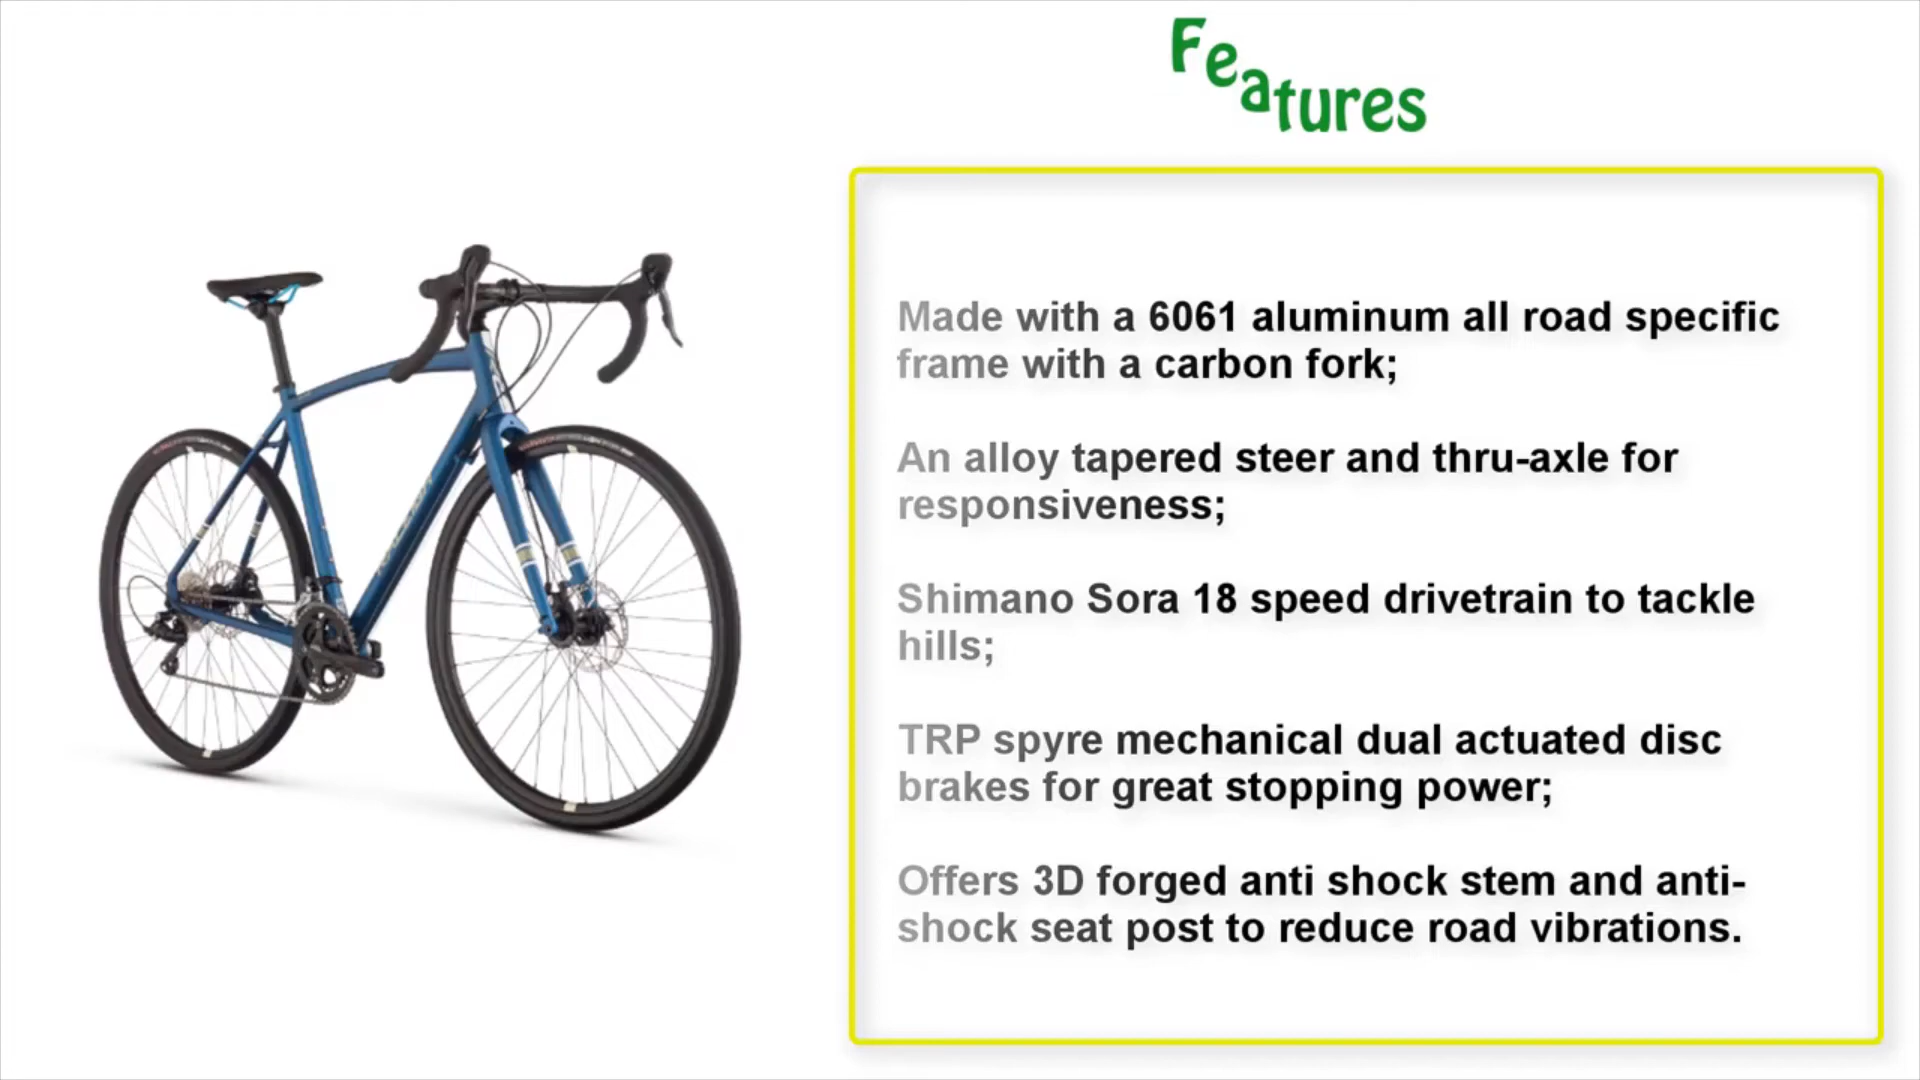 Features
Made with a 6061 aluminum all road specific
frame with a carbon fork;
An alloy tapered steer and thru-axle for
responsiveness;
Shimano Sora 18 speed drivetrain to tackle
hills;
TRP spyre mechanical dual actuated disc
brakes for great stopping power;
Offers 3D forged anti shock stem and anti-
shock seat post to reduce road vibrations.